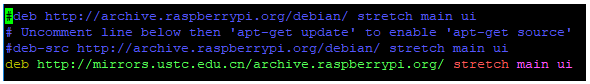 #deb http://archive.raspberrypi.org/debian/ stretch main ui
# Uncomment line below then 'apt-get update' to enable 'apt-get source'
#deb-src http://archive.raspberrypi.org/debian/ stretch main ui
deb http://mirrors.ustc.edu.cn/archive.raspberrypi.org/ stretch main ui